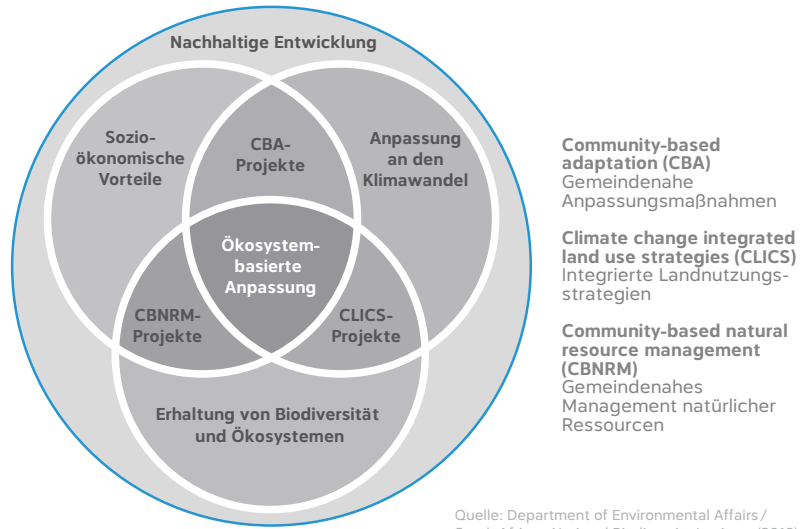 Nachhaltige Entwicklung
Sozio-
ökonomische
Vorteile
CBA-
Projekte
Anpassung
an den
Klimawandel
Ökosystem-
basierte
Anpassung
CBNRM-
Projekte
CLICS-
Projekte
Erhaltung von Biodiversität
und Ökosystemen
Community-based
adaptation (CBA)
Gemeindenahe
Anpassungsmaßnahmen
Climate change integrated
land use strategies (CLICS)
Integrierte Landnutzungs-
strategien
Community-based natural
resource management
(CBNRM)
Gemeindenahes
Management natürlicher
Ressourcen
Quelle: Department of Environmental Affairs/